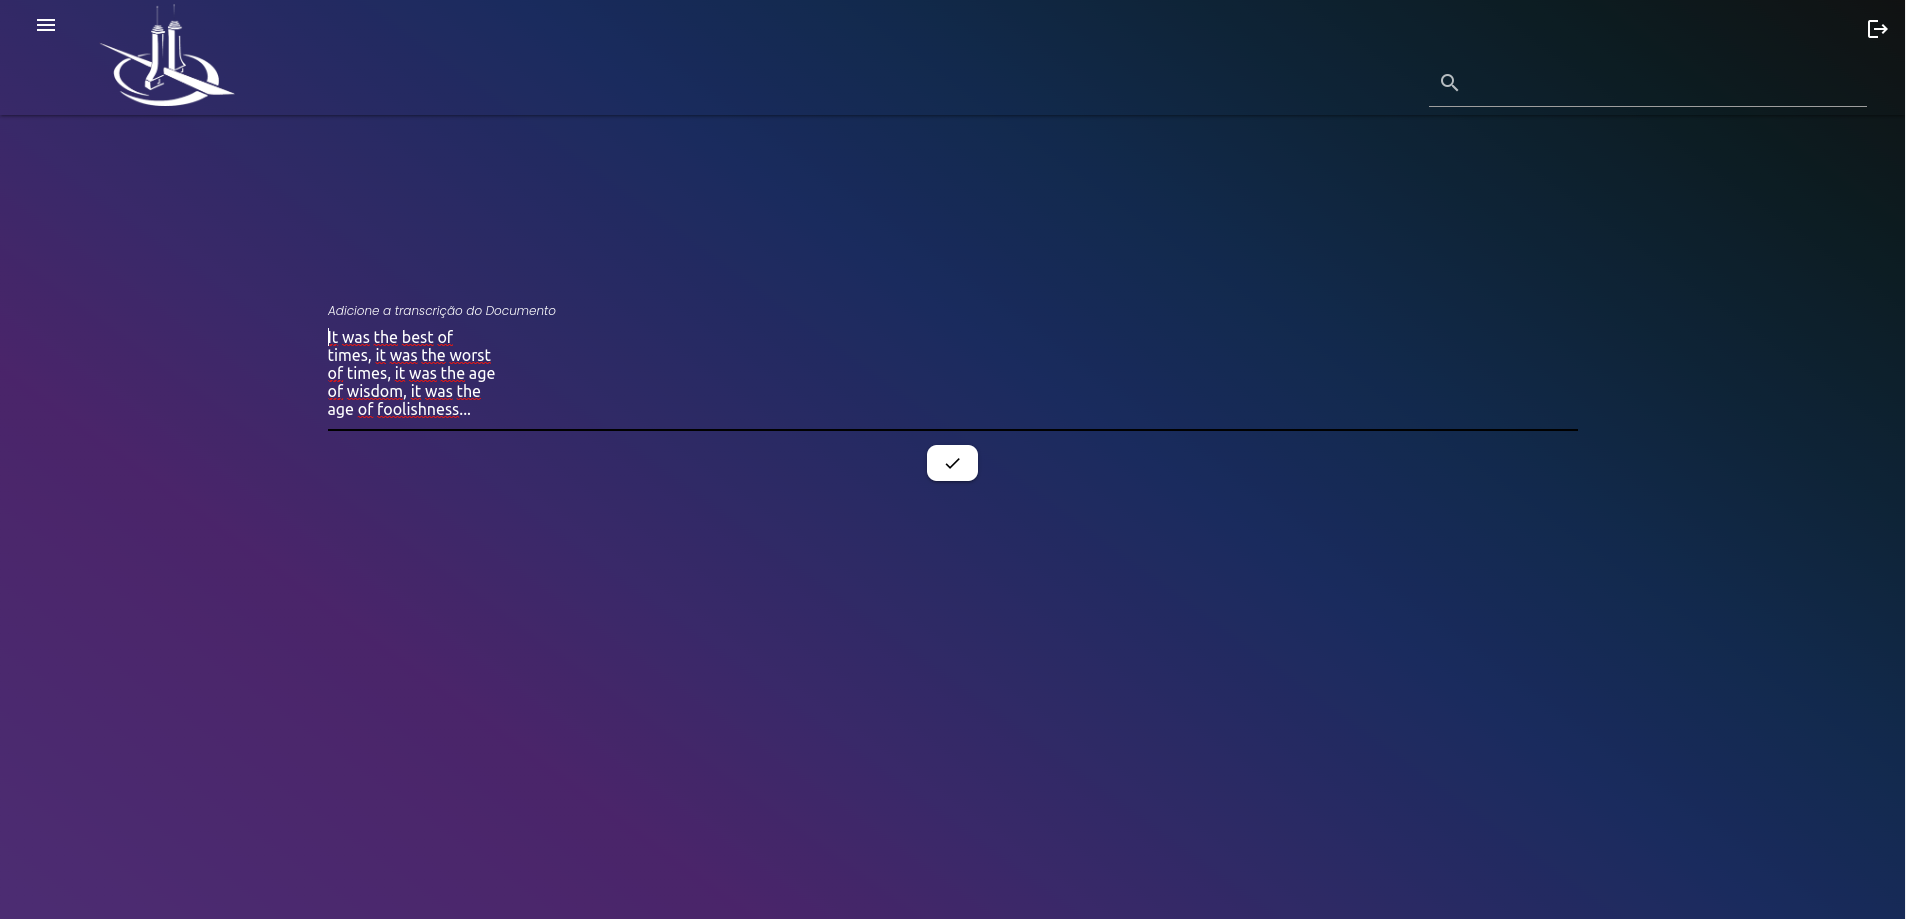 Adicione a transcrição do Documento
It was the best of
times, it was the worst
of times, it was the age
of wisdom, it was the
age of foolishness...